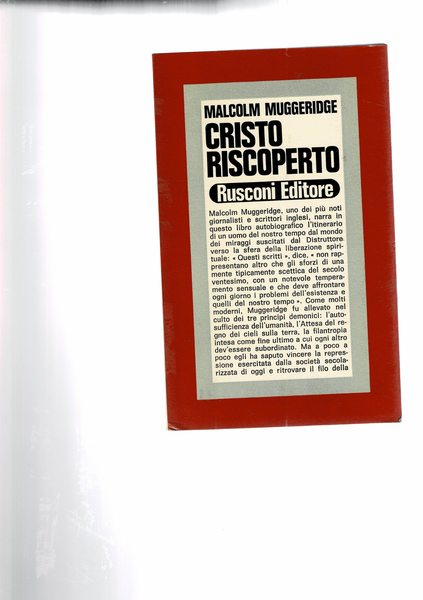 MALCOLM MUGGERIDGE
CRISTO
RISCOPERTO
Rusconi Editore
Malcolm Muggeridge, uno dei più noti
giornalisti e scrittori inglesi, narra in
questo libro autobiografico l'itinerario
di un uomo del nostro tempo dal mondo
dei miraggi suscitati dal Distruttore
verso la sfera della liberazione spiri-
tuale: « Questi scritti », dice, « non rap-
presentano altro che gli sforzi di una
mente tipicamente scettica del secolo
ventesimo, con un notevole tempera-
mento sensuale e che deve affrontare
ogni giorno i problemi dell'esistenza e
quelli del nostro tempo ». Come molti
moderni, Muggeridge fu allevato nel
culto dei tre principi demonici: l'auto-
sufficienza dell'umanità, l'Attesa del re-
gno dei cieli sulla terra, la filantropia
intesa come fine ultimo a cui ogni altro
dev'essere subordinato. Ma a poco a
poco egli ha saputo vincere la repres-
sione esercitata dalla società secola-
rizzata di oggi e ritrovare il filo della